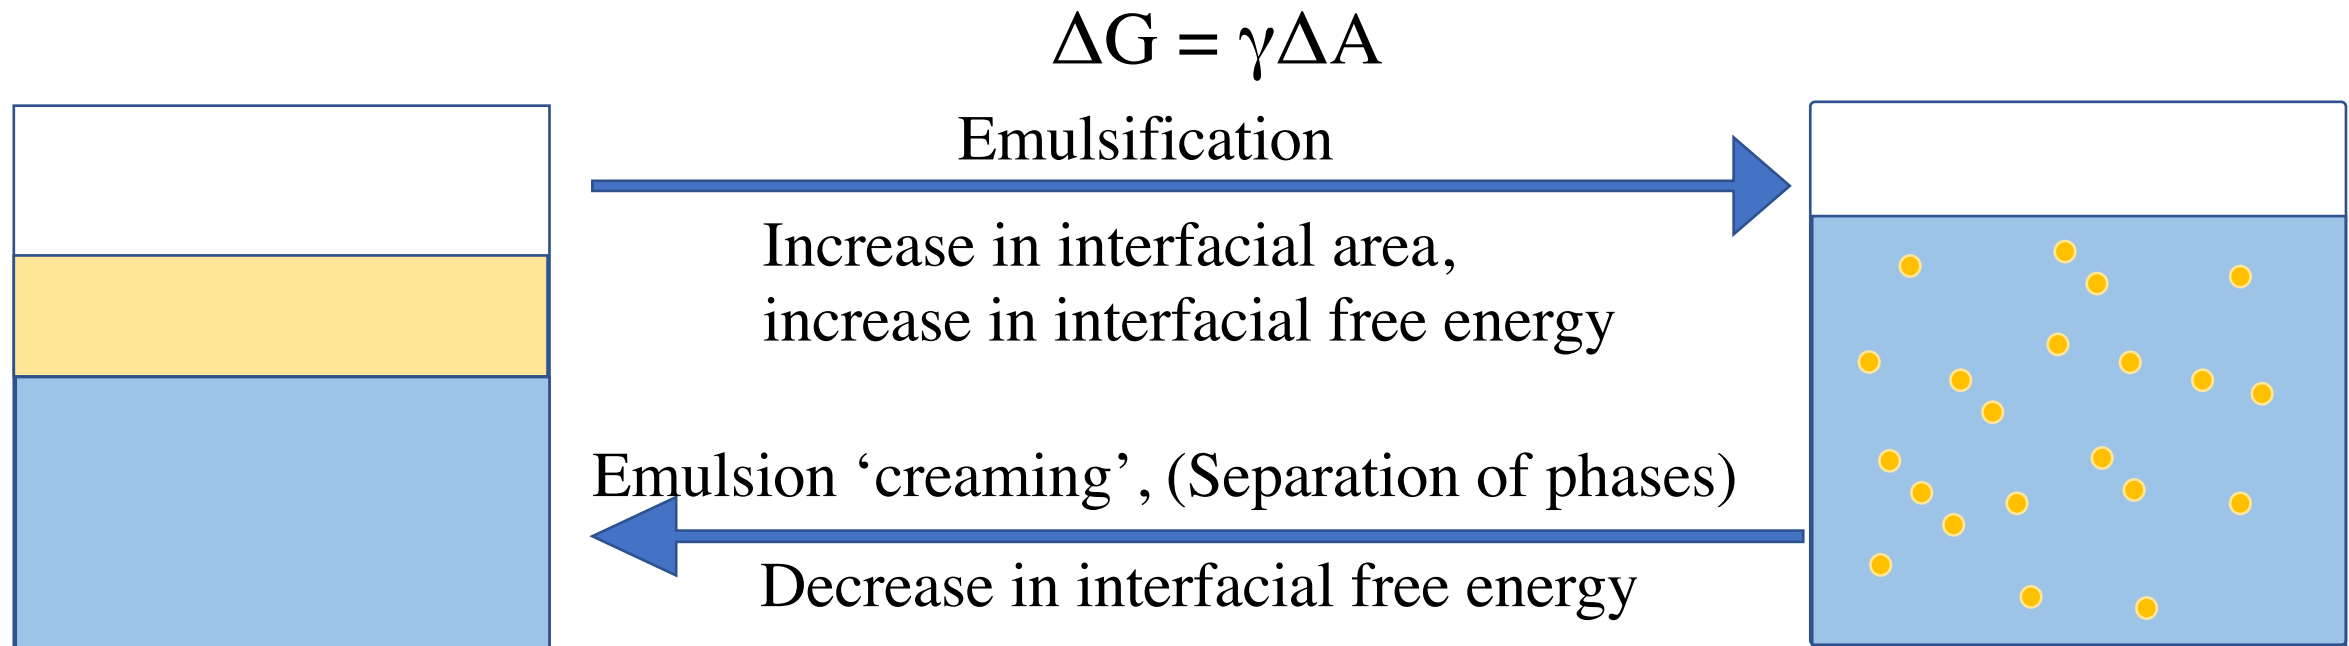 ΔG = γΔA
Emulsification
Increase in interfacial area,
increase in interfacial free energy
Emulsion ‘creaming’, (Separation of phases)
Decrease in interfacial free energy